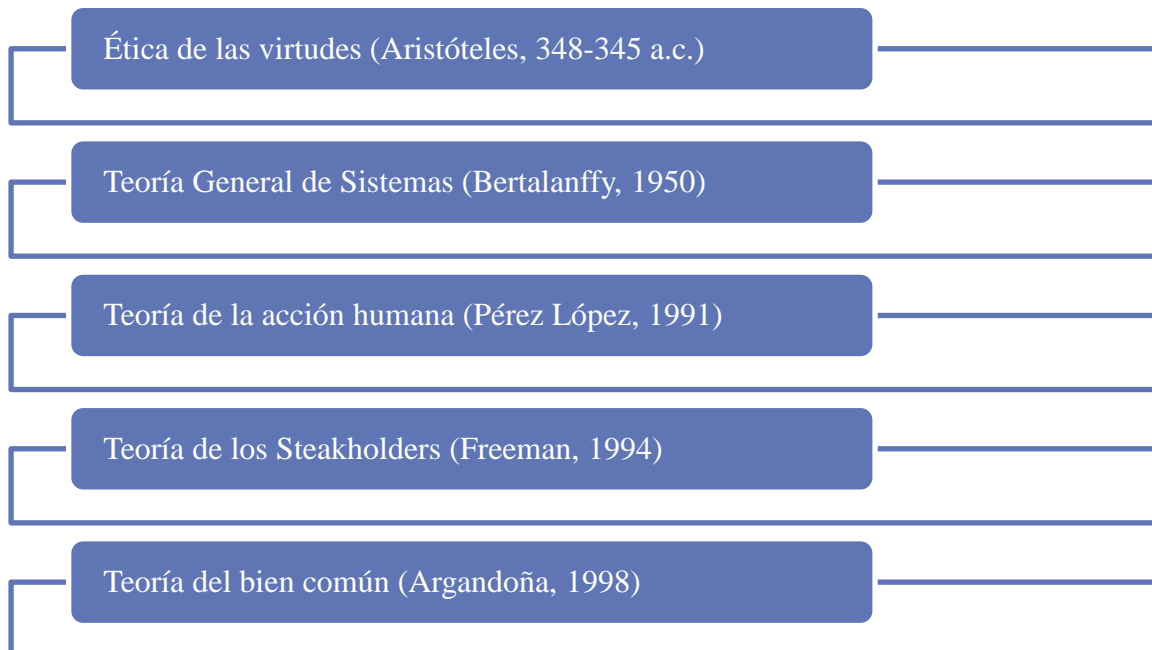 Ética de las virtudes (Aristóteles, 348-345 a.c.)
Teoría General de Sistemas (Bertalanffy, 1950)
Teoría de la acción humana (Pérez López, 1991)
Teoría de los Steakholders (Freeman, 1994)
Teoría del bien común (Argandoña, 1998)